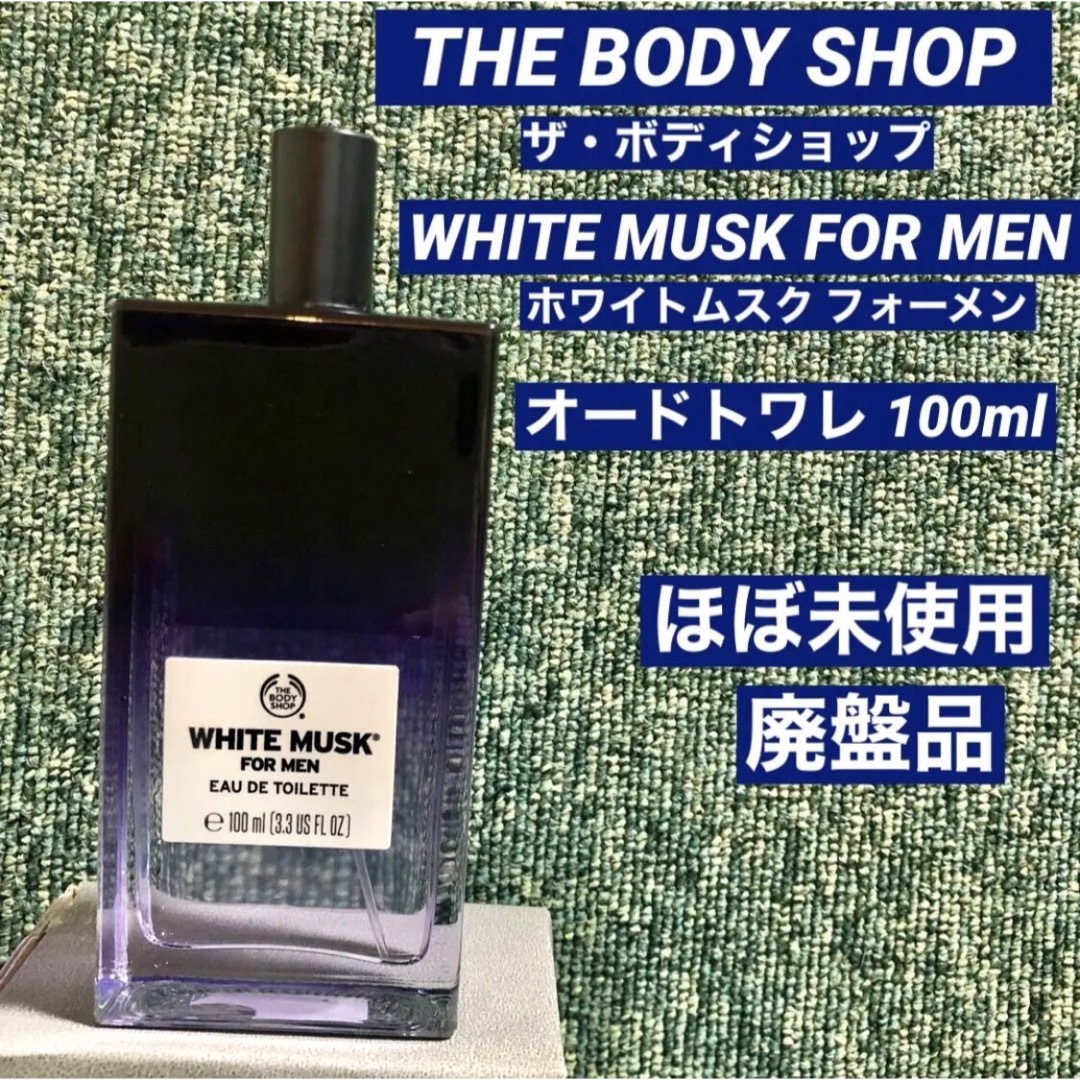 THE BODY SHOP
ザ・ボディショップ
WHITE MUSK FOR MEN
ホワイトムスク フォーメン
オードトワレ 100ml
ほぼ未使用
廃盤品
THE
BODY
SHOP®
WHITE MUSK®
FOR MEN
EAU DE TOILETTE
℮ 100 ml (3.3 US FL OZ)